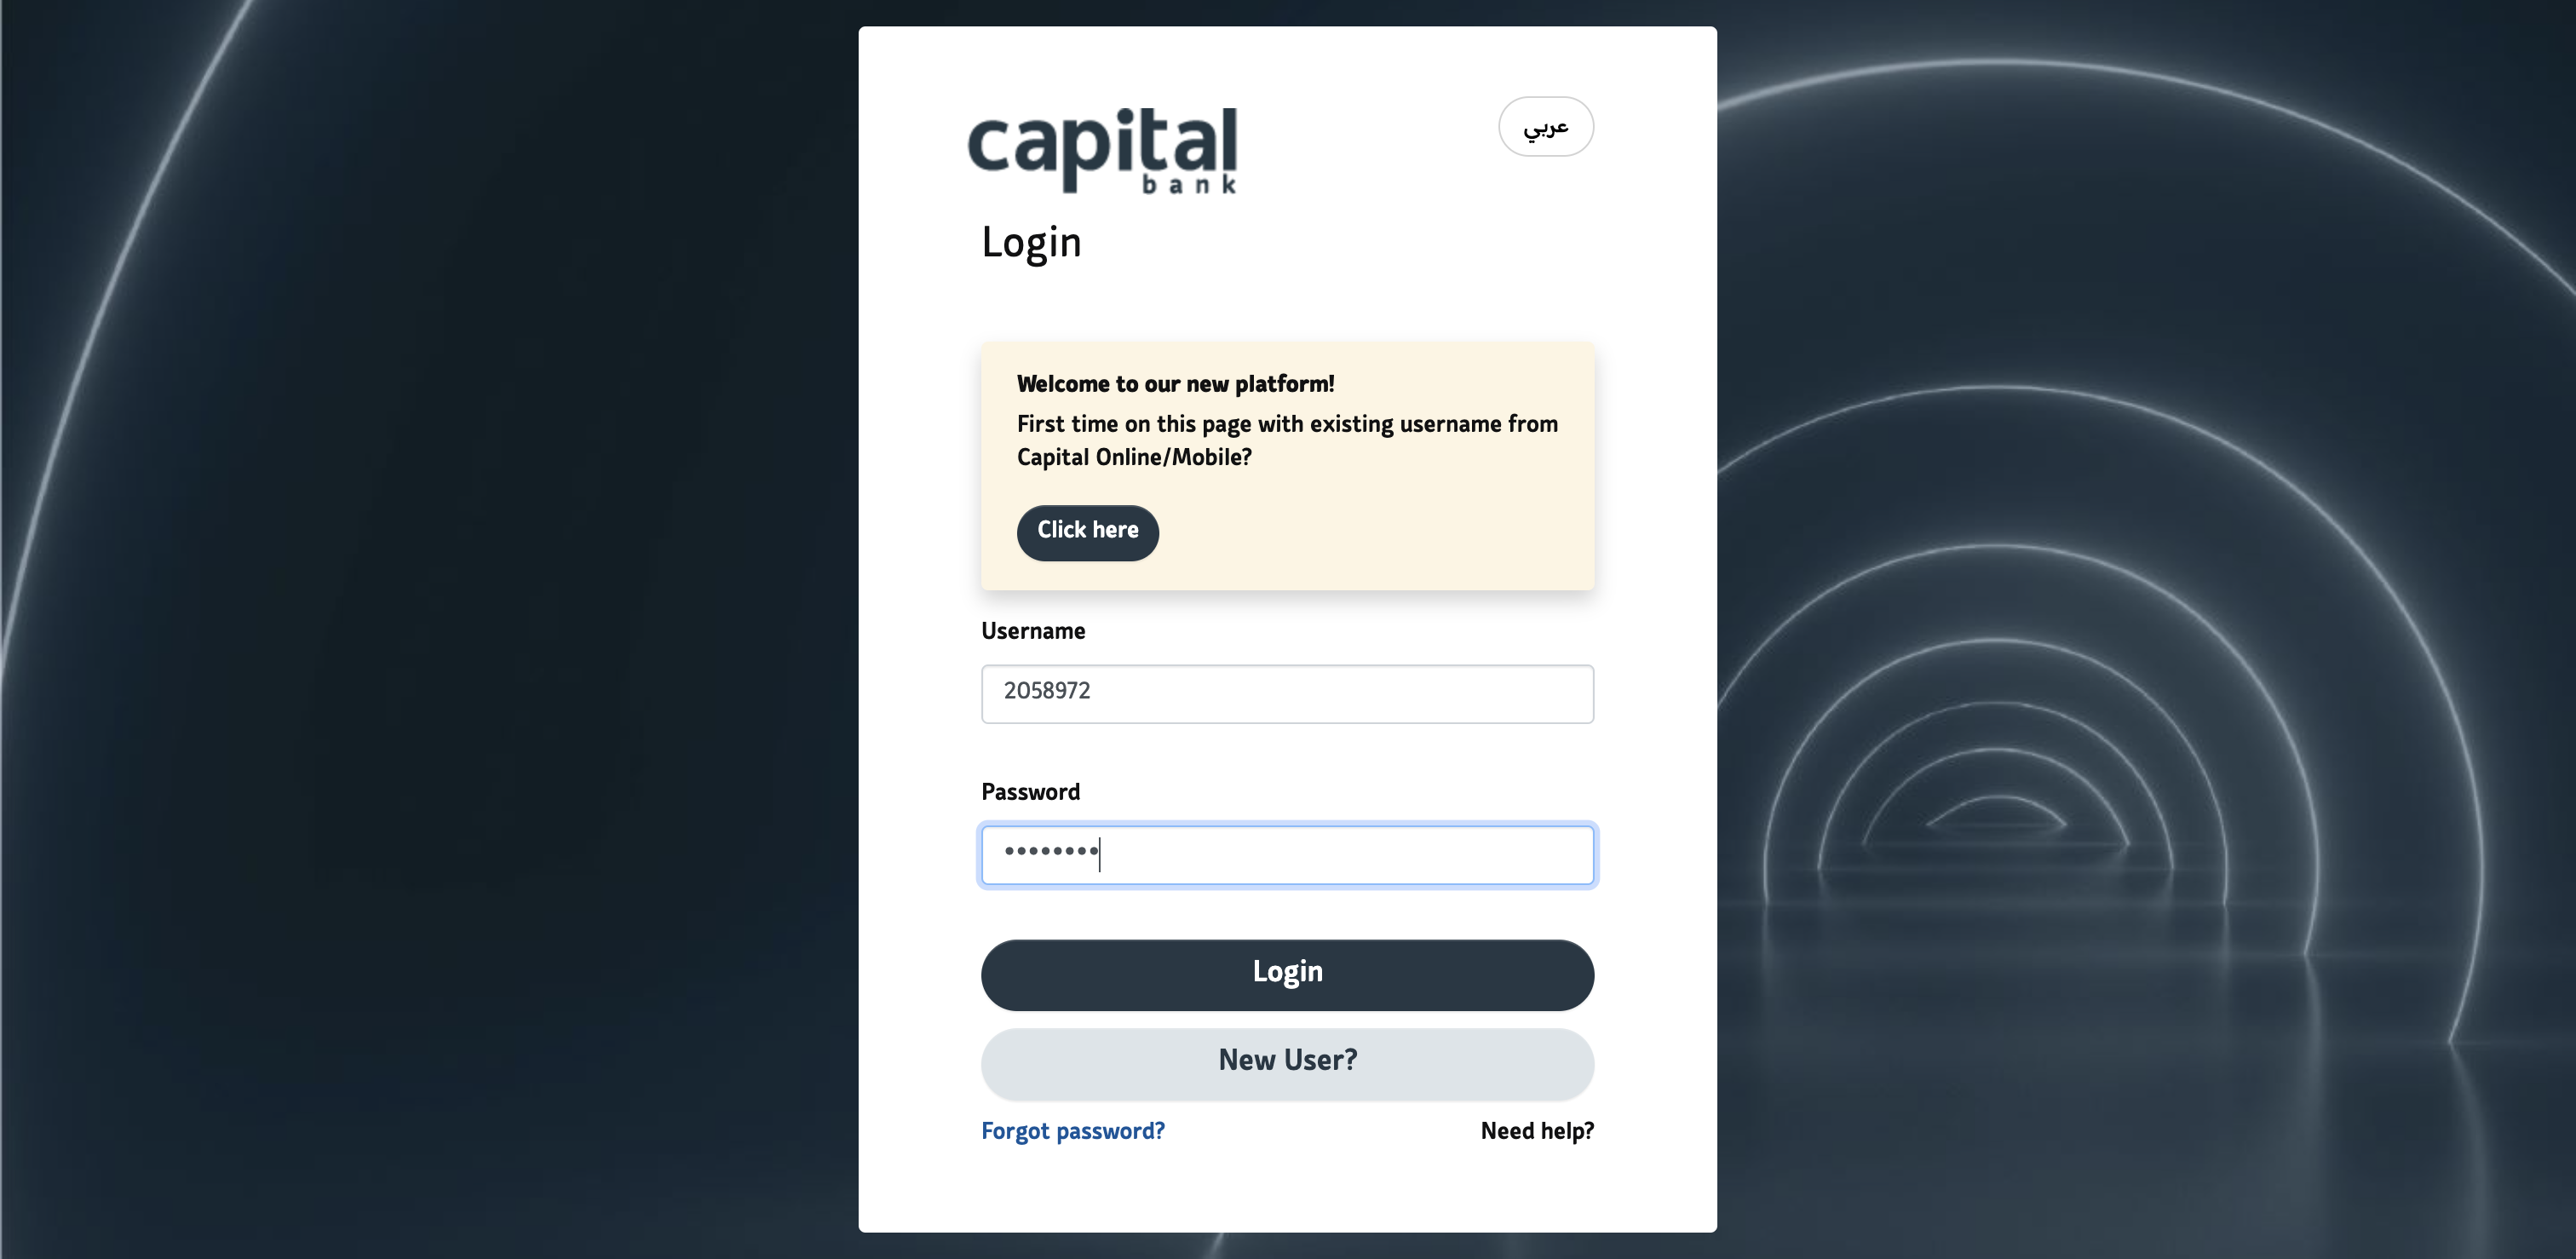 capital
bank
عربي
Login
Welcome to our new platform!
First time on this page with existing username from
Capital Online/Mobile?
Click here
Username
2058972
Password
••••••••
Login
New User?
Forgot password?
Need help?